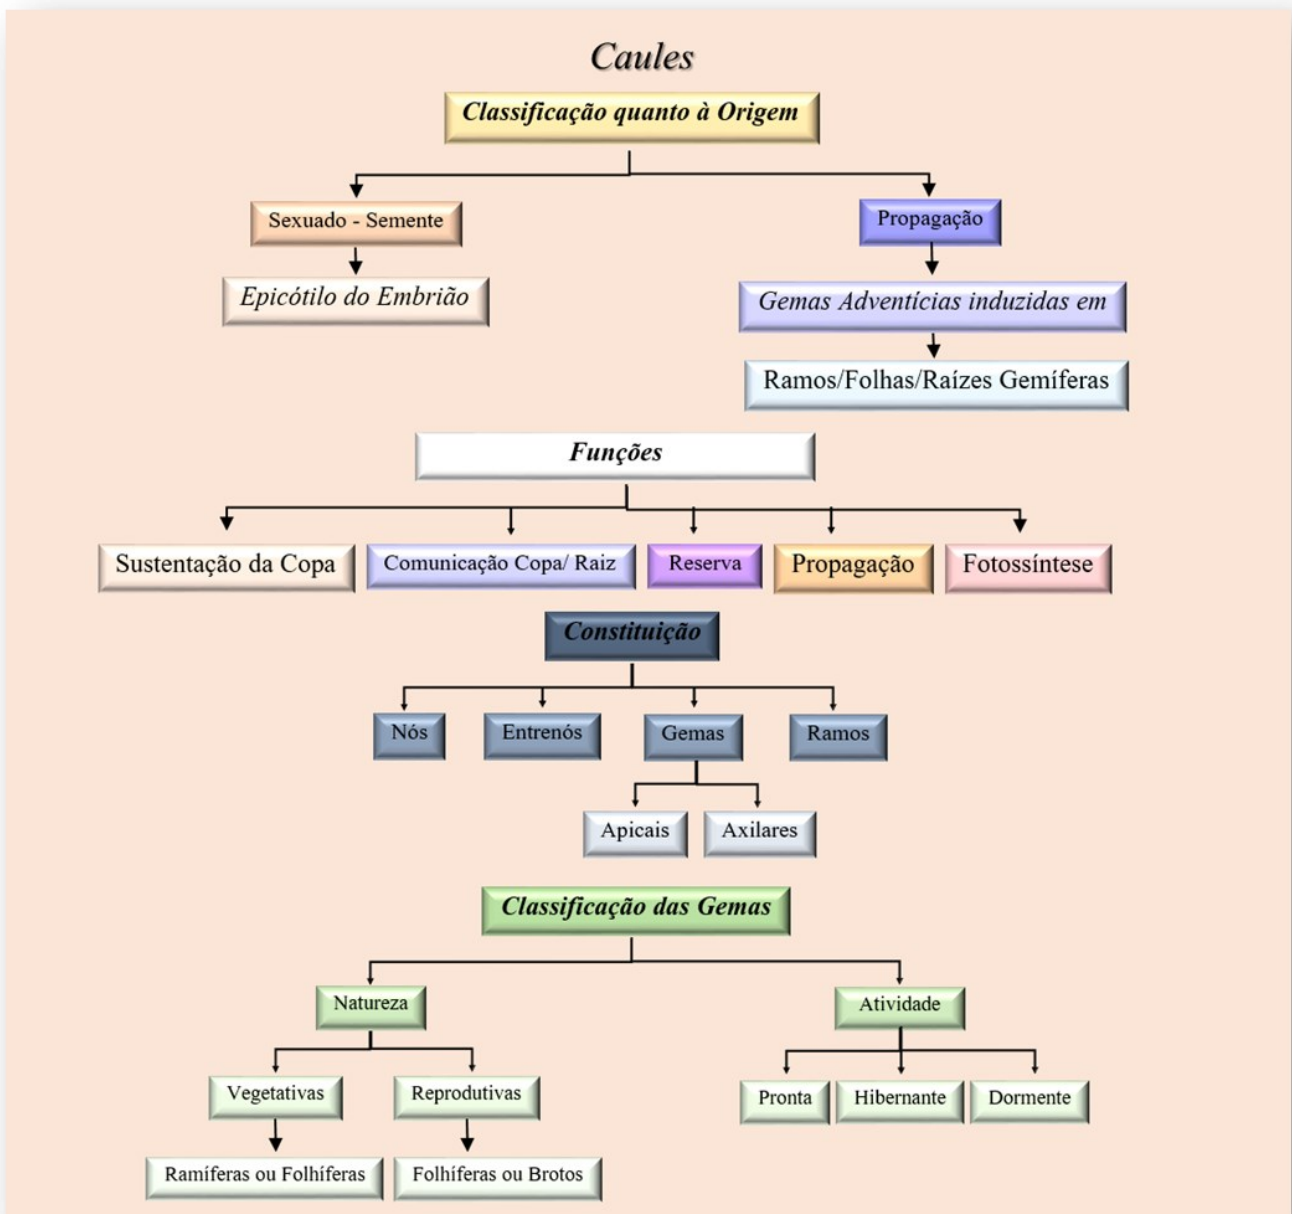 Caules
Classificação quanto à Origem
Sexuado - Semente
Propagação
Epicótilo do Embrião
Gemas Adventícias induzidas em
Ramos/Folhas/Raízes Gemíferas
Funções
Sustentação da Copa
Comunicação Copa/ Raiz
Reserva
Propagação
Fotossíntese
Constituição
Nós
Entrenós
Gemas
Ramos
Apicais
Axilares
Classificação das Gemas
Natureza
Atividade
Vegetativas
Reprodutivas
Pronta
Hibernante
Dormente
Ramíferas ou Folhíferas
Folhíferas ou Brotos